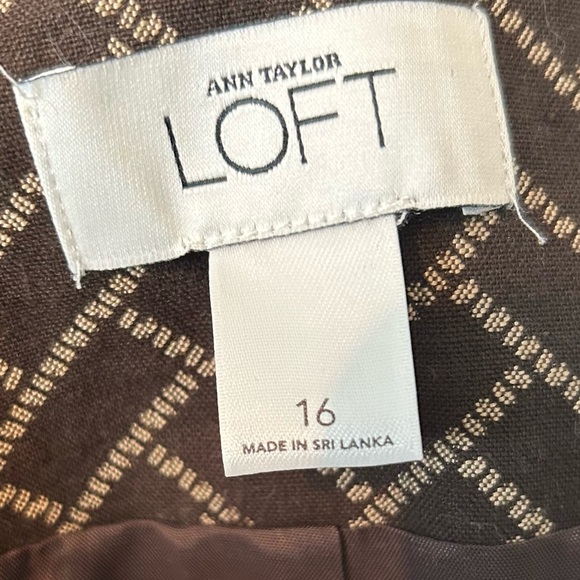 ANN TAYLOR
LOFT
16
MADE IN SRI LANKA